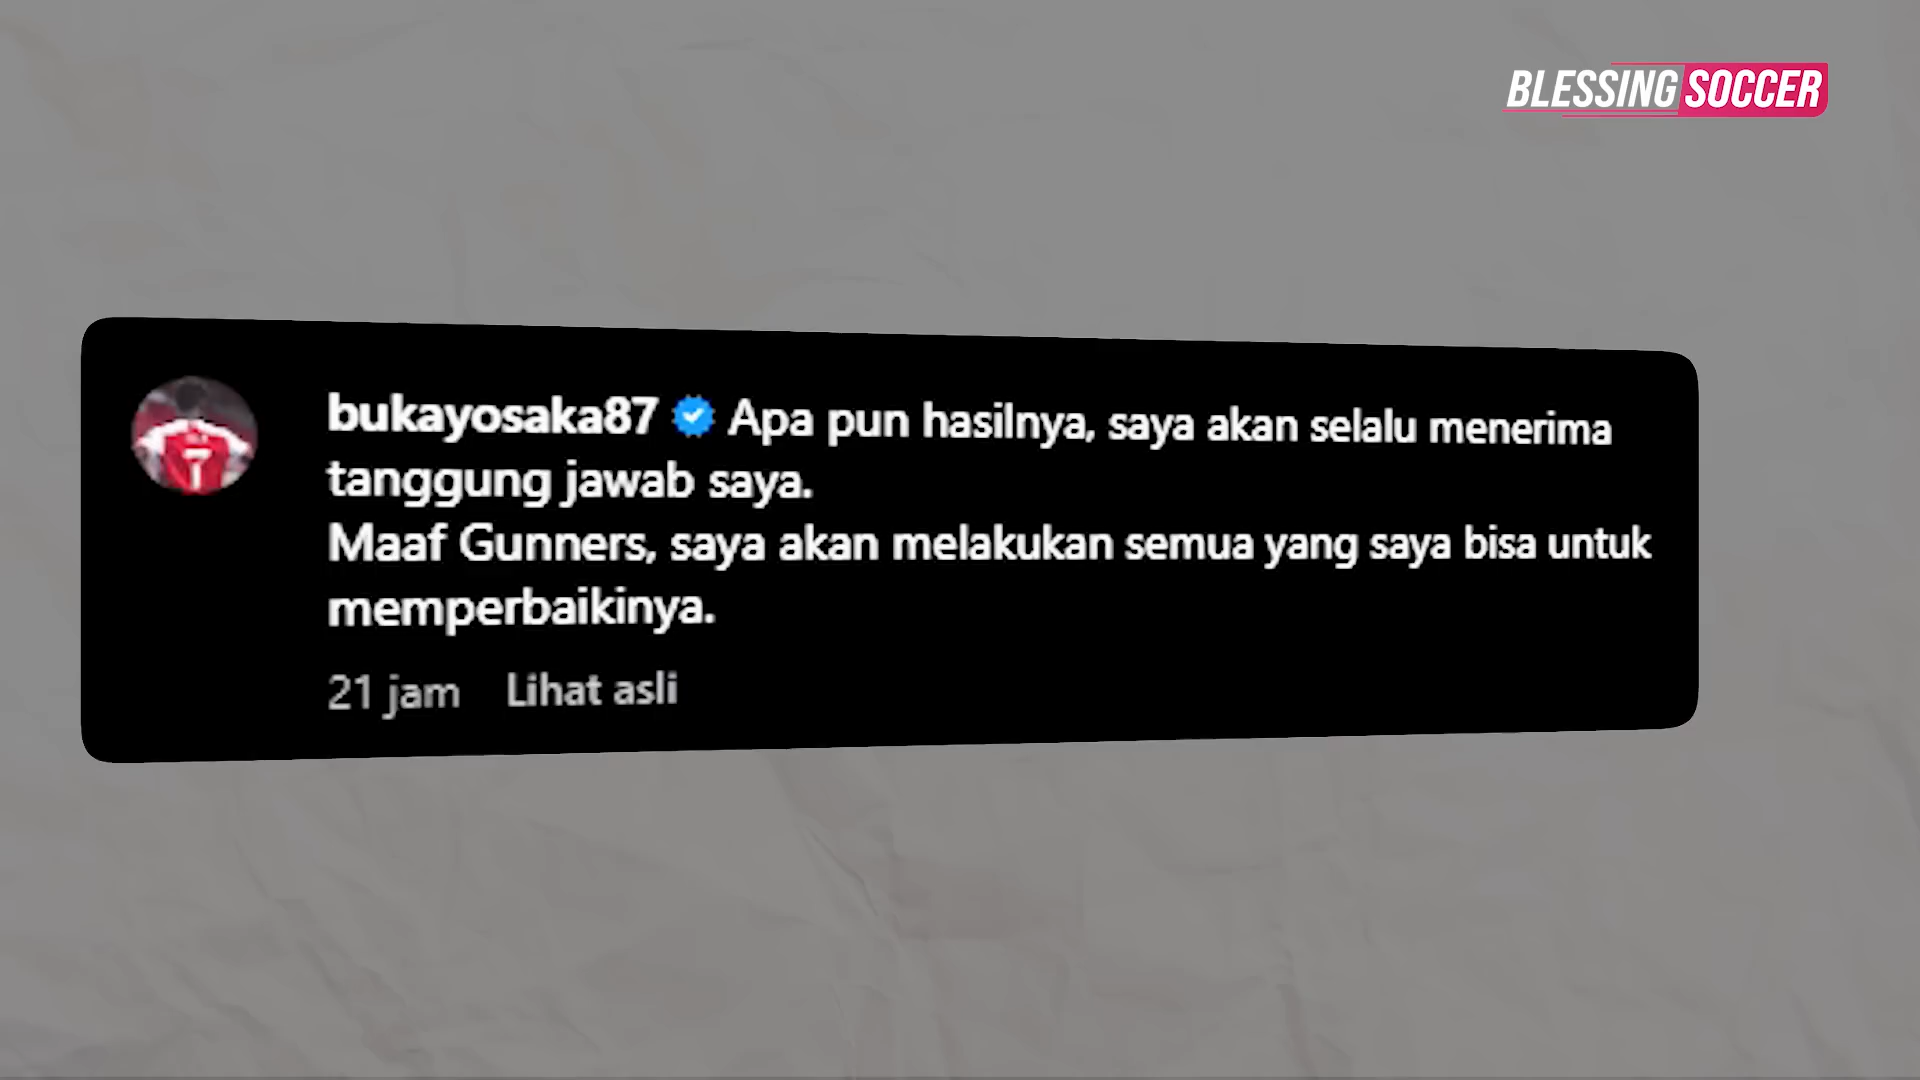 BLESSING SOCCER
bukayosaka87 Apa pun hasilnya, saya akan selalu menerima
tanggung jawab saya.
Maaf Gunners, saya akan melakukan semua yang saya bisa untuk
memperbaikinya.
21 jam Lihat asli